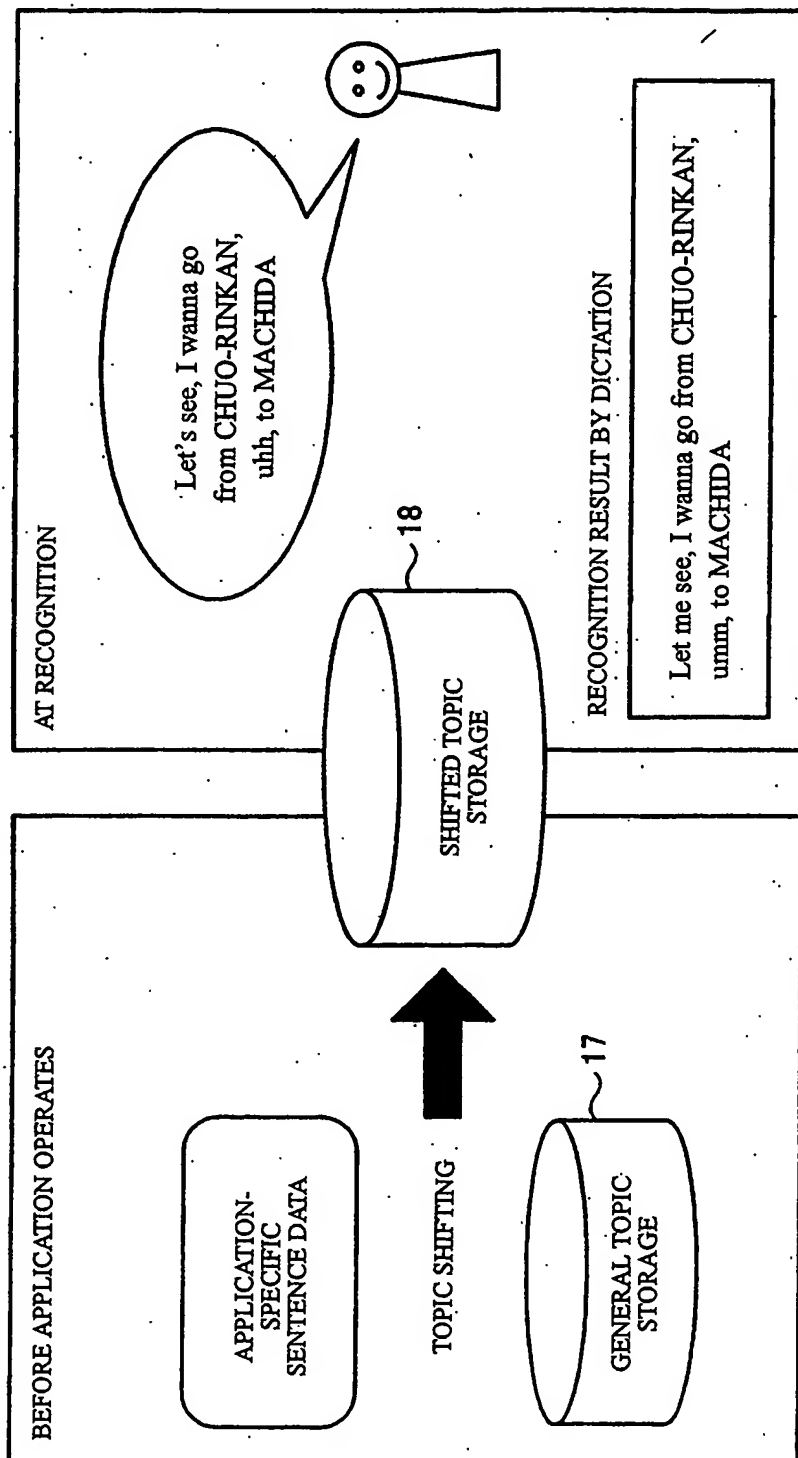 BEFORE APPLICATION OPERATES
APPLICATION-
SPECIFIC
SENTENCE DATA
TOPIC SHIFTING
GENERAL TOPIC
STORAGE
17
SHIFTED TOPIC
STORAGE
18
AT RECOGNITION
Let's see, I wanna go
from CHUO-RINKAN,
uhh, to MACHIDA
RECOGNITION RESULT BY DICTATION
Let me see, I wanna go from CHUO-RINKAN,
umm, to MACHIDA